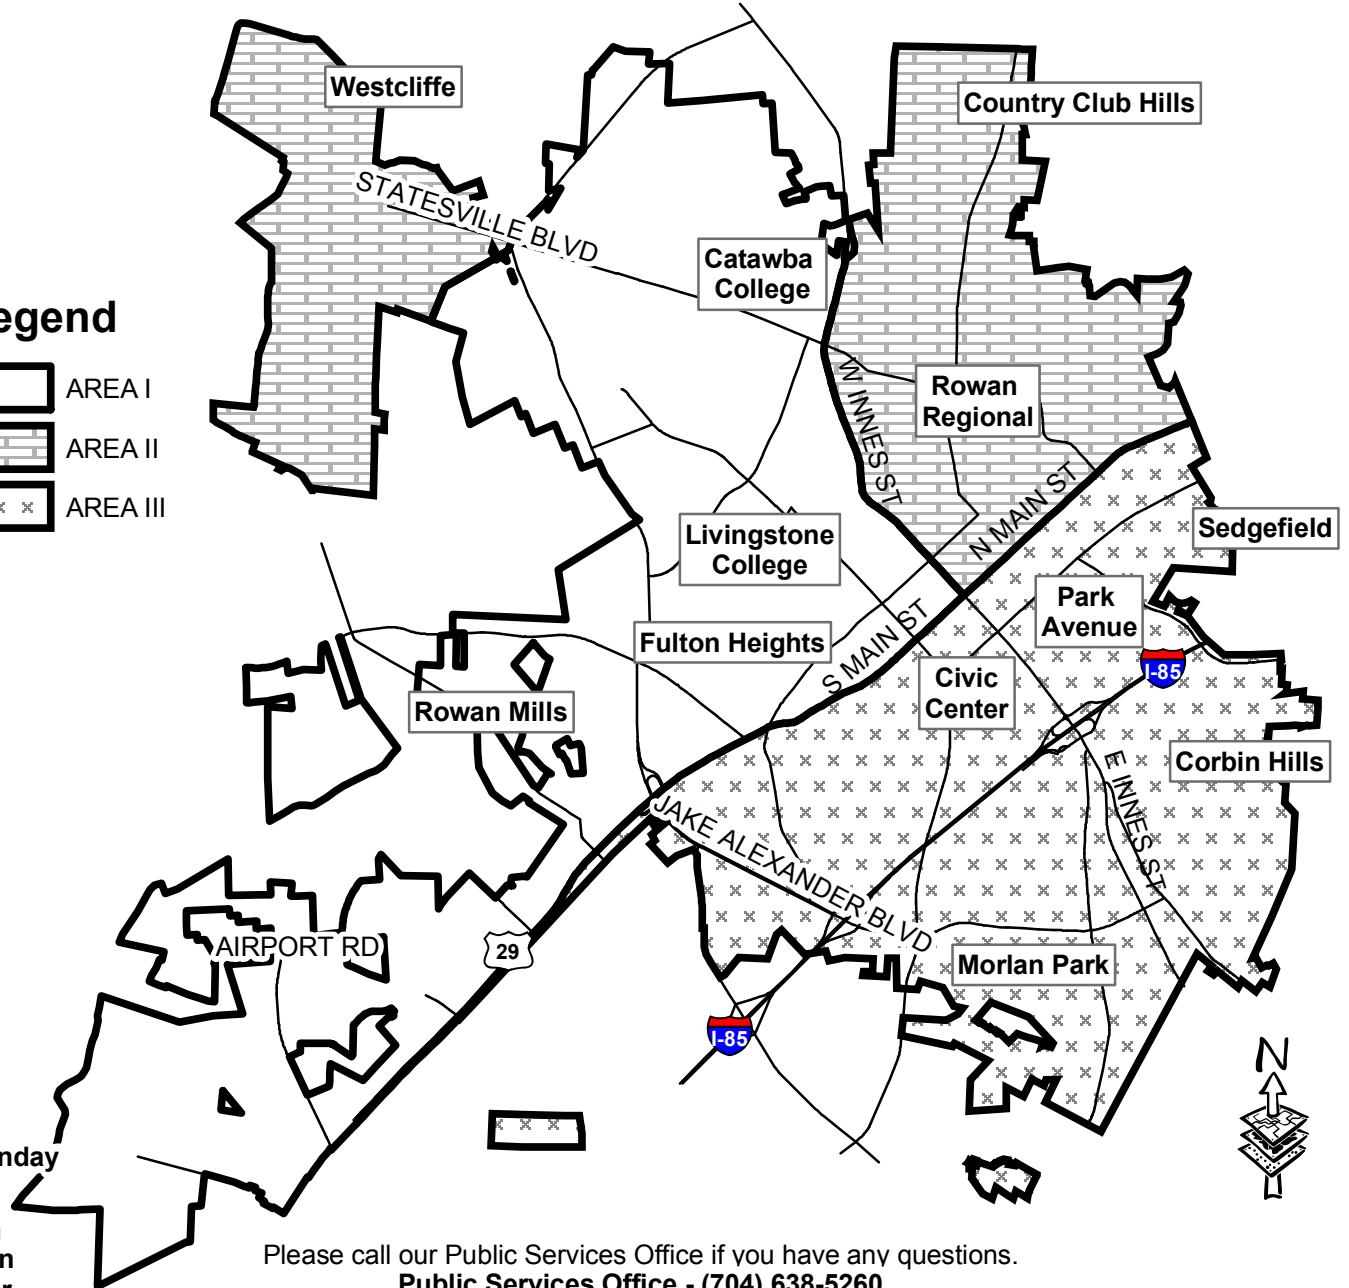 Westcliffe
Country Club Hills
STATESVILLE BLVD
Catawba
College
egend
AREA I
AREA II
AREA III
W INNES ST
Rowan
Regional
N MAIN ST
Livingstone
College
Sedgefield
Park
Avenue
Fulton Heights
S MAIN ST
Civic
Center
I-85
Rowan Mills
Corbin Hills
E INNES ST
JAKE ALEXANDER BLVD
AIRPORT RD
29
Morlan Park
I-85
N
nday
n
Please call our Public Services Office if you have any questions.
Public Services Office - (704) 638-5260